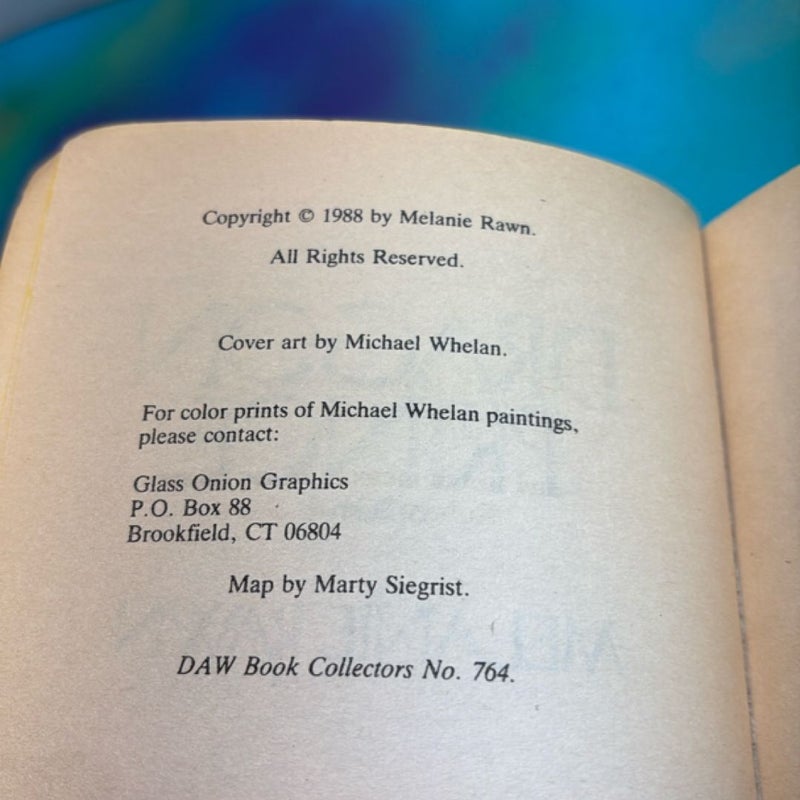 Copyright © 1988 by Melanie Rawn.
All Rights Reserved.
Cover art by Michael Whelan.
For color prints of Michael Whelan paintings,
please contact:
Glass Onion Graphics
P.O. Box 88
Brookfield, CT 06804
Map by Marty Siegrist.
DAW Book Collectors No. 764.